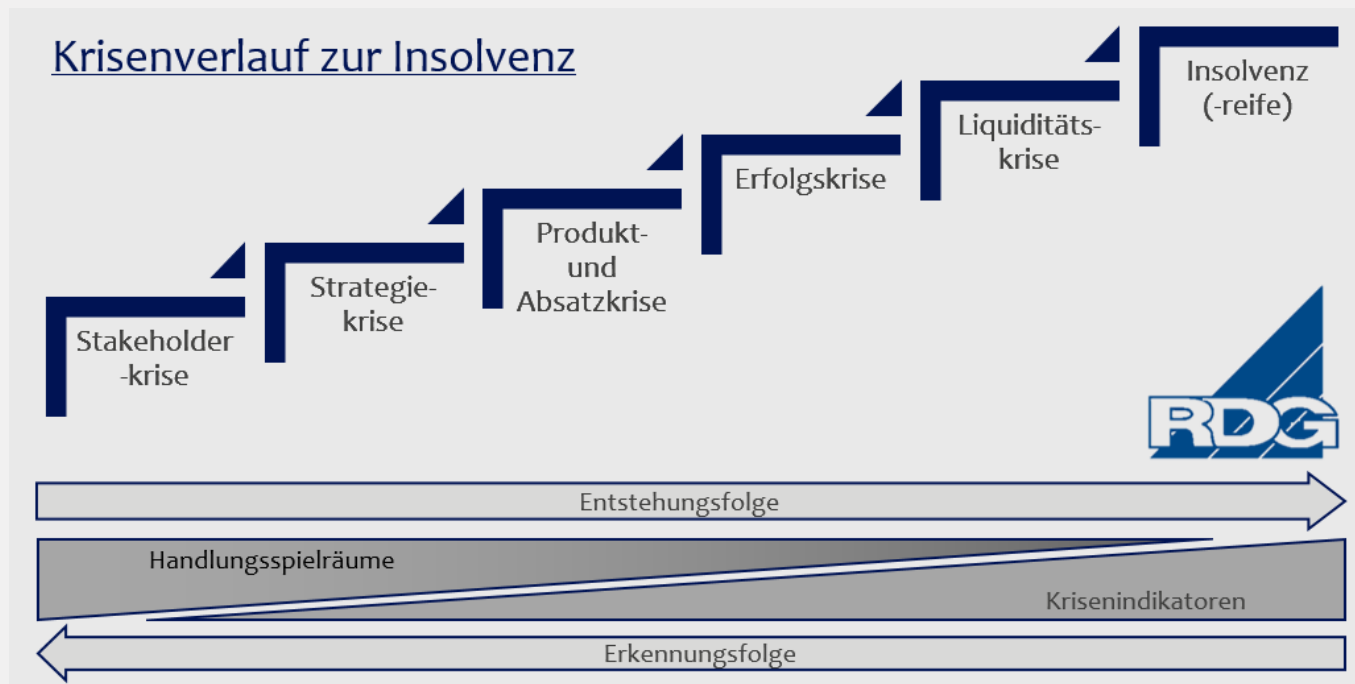 Krisenverlauf zur Insolvenz
Stakeholder
-krise
Strategie-
krise
Produkt-
und
Absatzkrise
Erfolgskrise
Liquiditäts-
krise
Insolvenz
(-reife)
RDG
Entstehungsfolge
Handlungsspielräume
Krisenindikatoren
Erkennungsfolge